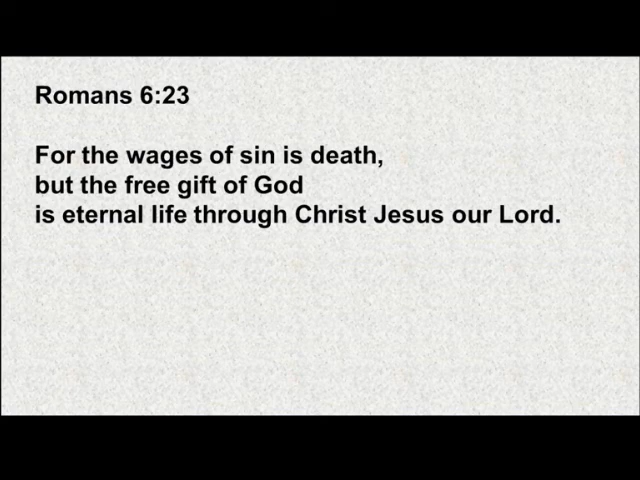 Romans 6:23
For the wages of sin is death,
but the free gift of God
is eternal life through Christ Jesus our Lord.